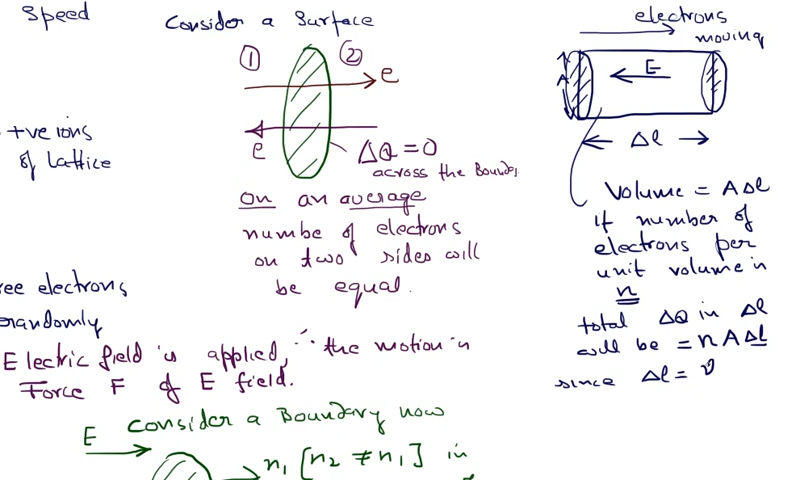 Speed
+ve ions
of lattice
ree electrons
randomly
Consider a Surface
① ②
e
e
ΔQ = 0
across the Boundar
On an average
numbe of electrons
on two sides will
be equal.
Electric field is applied, ∴ the motion in
Force F of E field.
Consider a Boundary now
E
n₁ [n₂ ≠ n₁] in
electrons
moving
A
E
Δl
Volume = AΔl
if number of
electrons per
unit volume is
n
total ΔQ in Δl
will be = nAΔl
since Δl = v